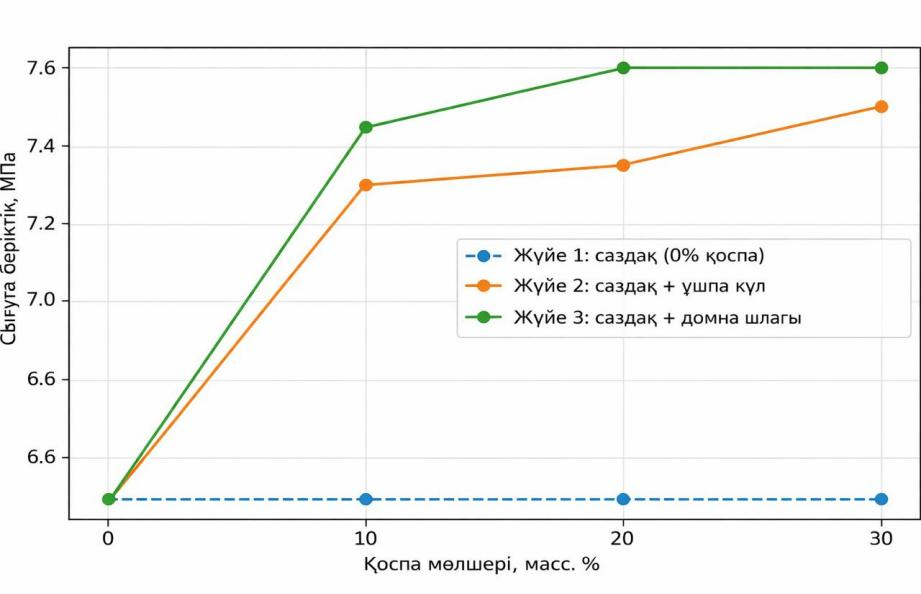 7.6
7.4
7.2
7.0
6.6
6.6
Сығуға беріктік, МПа
Жүйе 1: саздақ (0% қоспа)
Жүйе 2: саздақ + ұшпа күл
Жүйе 3: саздақ + домна шлагы
0 10 20 30
Қоспа мөлшері, масс. %